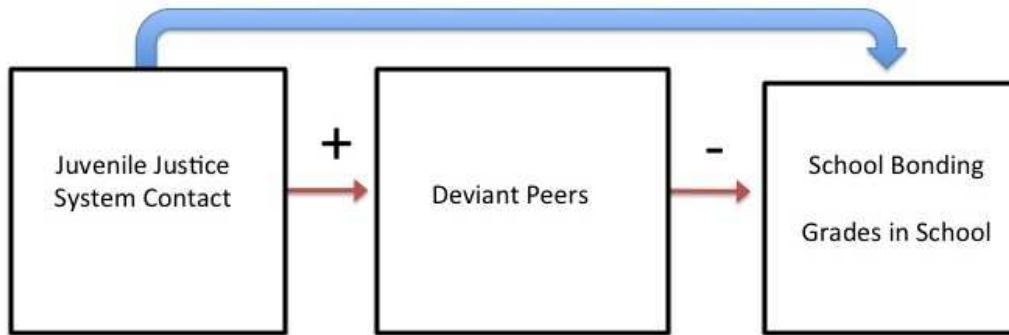 Juvenile Justice
System Contact
+
Deviant Peers
-
School Bonding
Grades in School